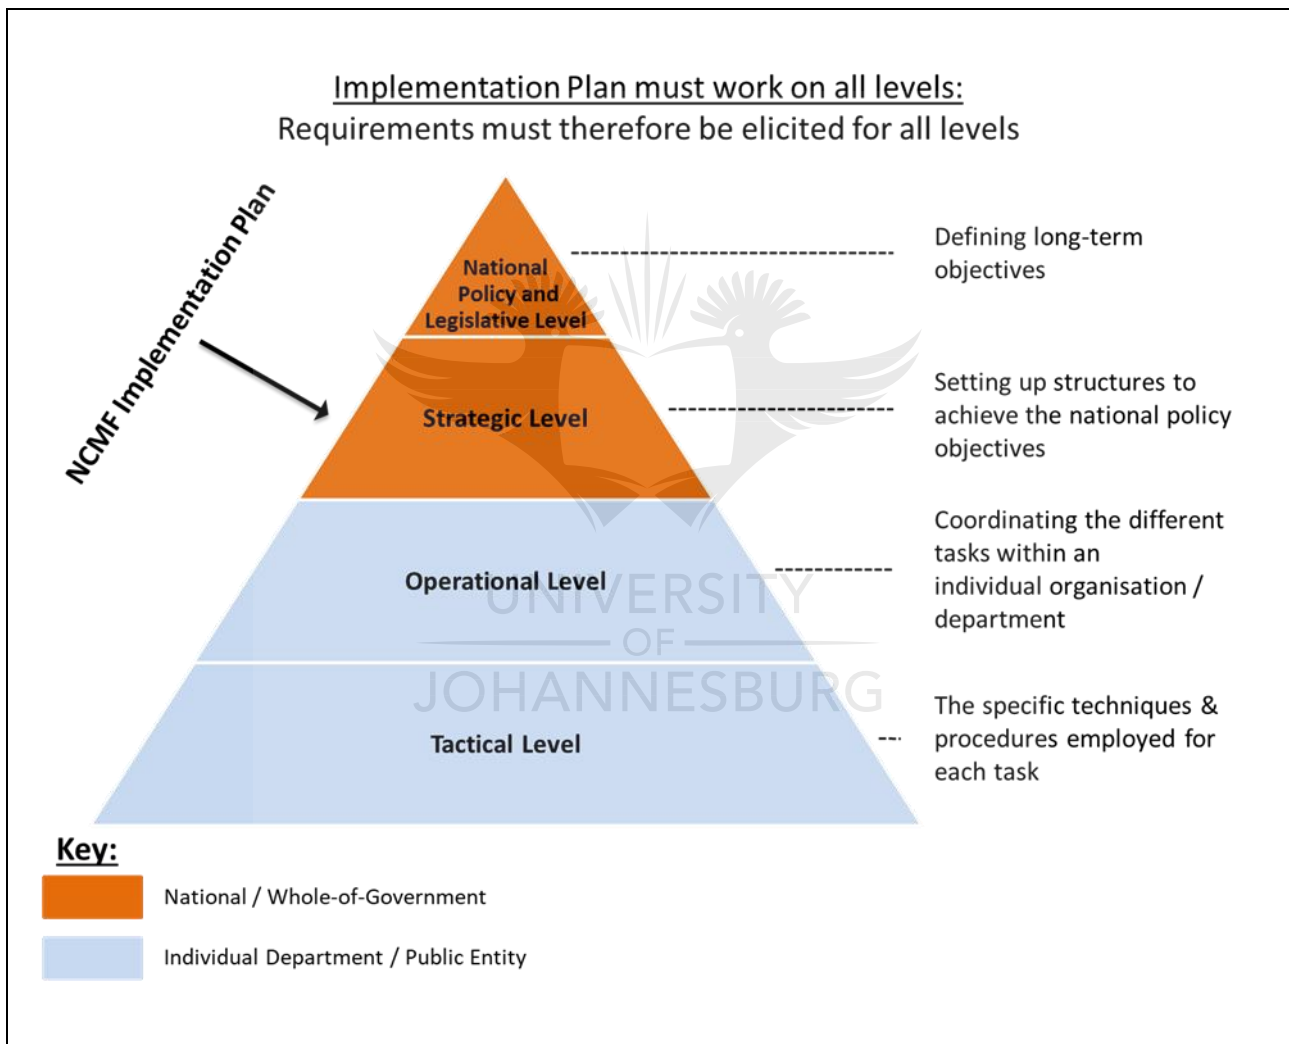 Implementation Plan must work on all levels:
Requirements must therefore be elicited for all levels
NCMF Implementation Plan
National
Policy and
Legislative Level
Defining long-term
objectives
Strategic Level
Setting up structures to
achieve the national policy
objectives
Operational Level
Coordinating the different
tasks within an
individual organisation /
department
UNIVERSITY
OF
JOHANNESBURG
Tactical Level
The specific techniques &
procedures employed for
each task
Key:
National / Whole-of-Government
Individual Department / Public Entity